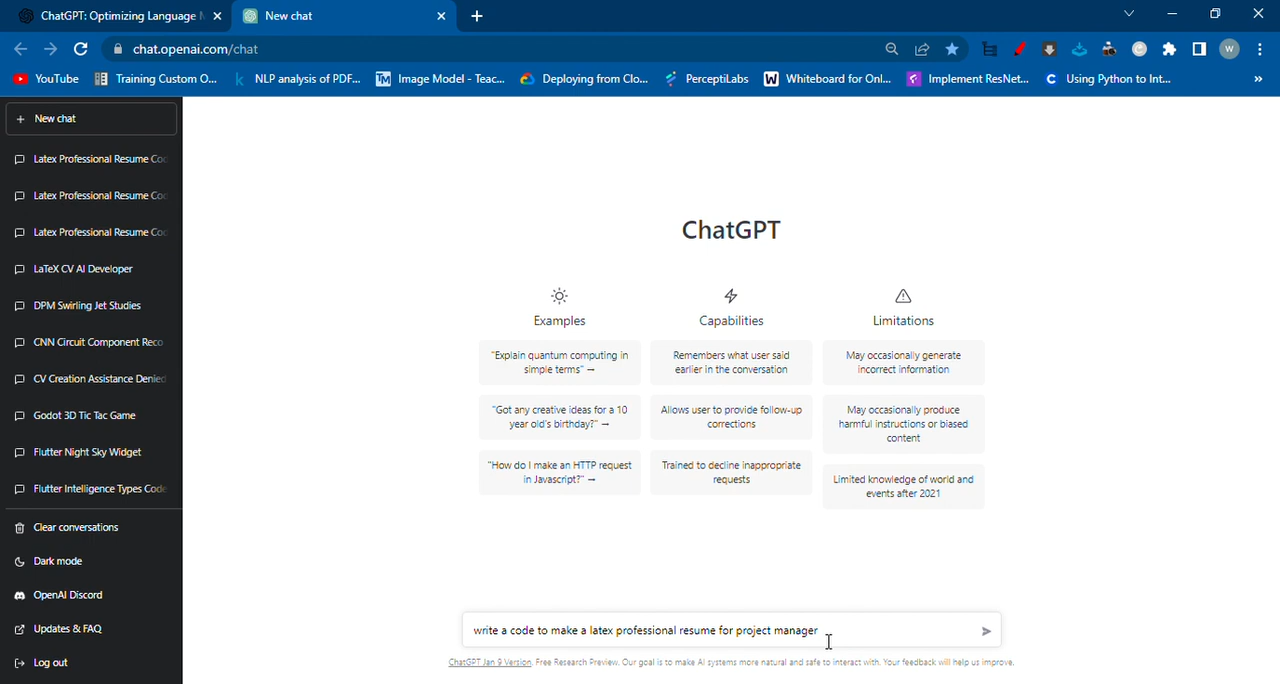 ChatGPT: Optimizing Language
New chat
chat.openai.com/chat
W
YouTube
Training Custom O...
NLP analysis of PDF...
TM
Image Model - Teac...
Deploying from Clo...
PerceptiLabs
W
Whiteboard for Onl...
Implement ResNet...
C
Using Python to Int...
New chat
Latex Professional Resume Co
Latex Professional Resume Co
Latex Professional Resume Co
LaTeX CV AI Developer
DPM Swirling Jet Studies
CNN Circuit Component Reco
CV Creation Assistance Denied
Godot 3D Tic Tac Game
Flutter Night Sky Widget
Flutter Intelligence Types Code
Clear conversations
Dark mode
OpenAI Discord
Updates & FAQ
Log out
ChatGPT
Examples
"Explain quantum computing in
simple terms" →
"Got any creative ideas for a 10
year old's birthday?" →
"How do I make an HTTP request
in Javascript?" →
Capabilities
Remembers what user said
earlier in the conversation
Allows user to provide follow-up
corrections
Trained to decline inappropriate
requests
Limitations
May occasionally generate
incorrect information
May occasionally produce
harmful instructions or biased
content
Limited knowledge of world and
events after 2021
write a code to make a latex professional resume for project manager
ChatGPT Jan 9 Version. Free Research Preview. Our goal is to make AI systems more natural and safe to interact with. Your feedback will help us improve.